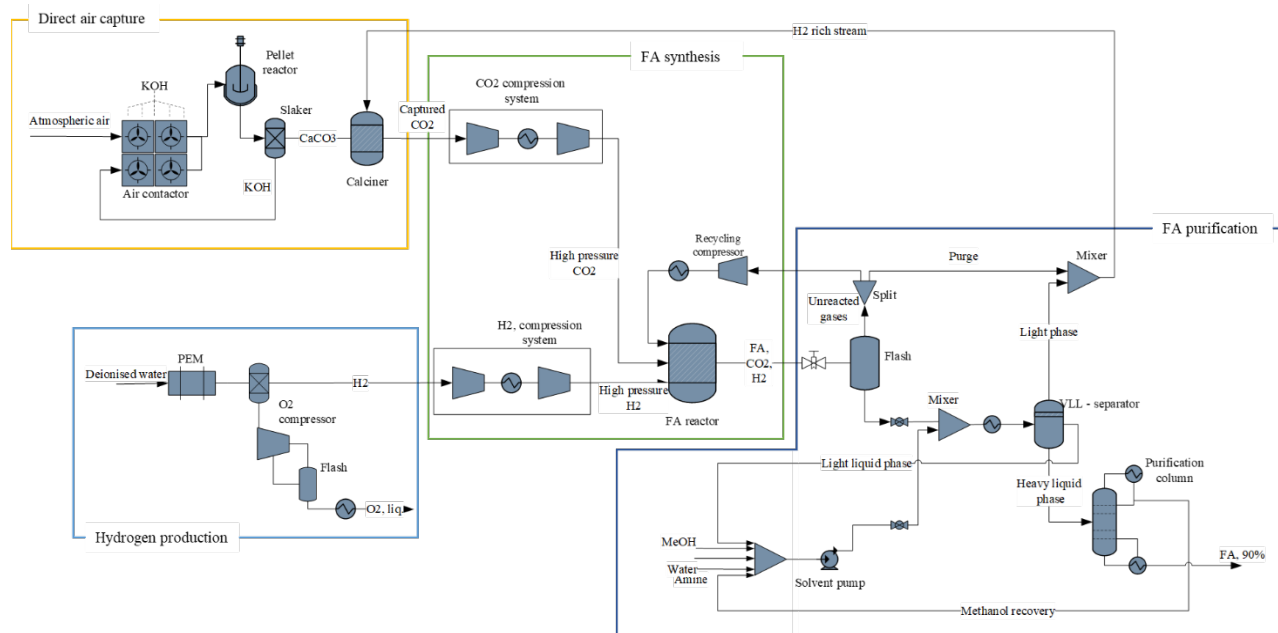 Direct air capture
H2 rich stream
FA synthesis
Pellet
reactor
KOH
CO2 compression
system
Slaker
Captured
CO2
Atmospheric air
CaCO3
KOH
Air contactor
Calciner
FA purification
High pressure
CO2
Recycling
compressor
Purge
Mixer
Split
Unreacted
gases
H2, compression
system
Light phase
PEM
FA,
CO2,
H2
Flash
Deionised water
H2
High pressure
H2
Mixer
O2
compressor
FA reactor
VLL - separator
Flash
Light liquid phase
Heavy liquid
phase
Purification
column
O2, liq.
Hydrogen production
MeOH
Water
Amine
Solvent pump
FA, 90%
Methanol recovery